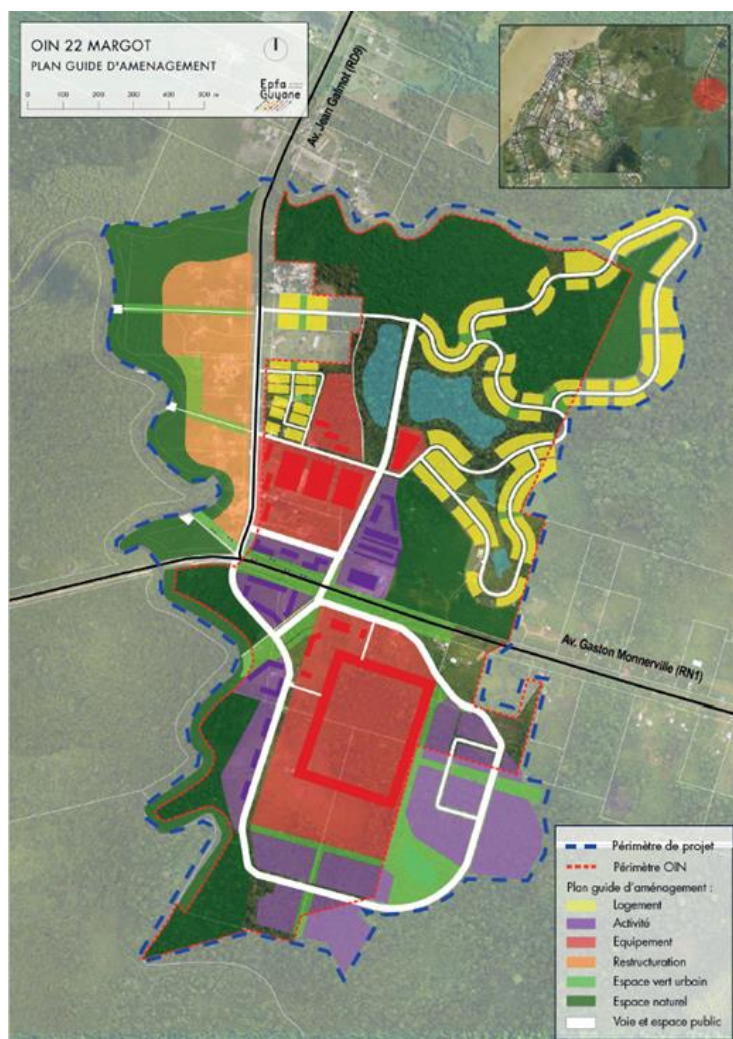 OIN 22 MARGOT
PLAN GUIDE D'AMENAGEMENT
Epfa
Guyane
0 100 200 300 400 500 m
Av. Jean Galmot (RD9)
Av. Gaston Monnerville (RN1)
Périmètre de projet
Périmètre OIN
Plan guide d'aménagement :
Logement
Activité
Equipement
Restructuration
Espace vert urbain
Espace naturel
Voie et espace public